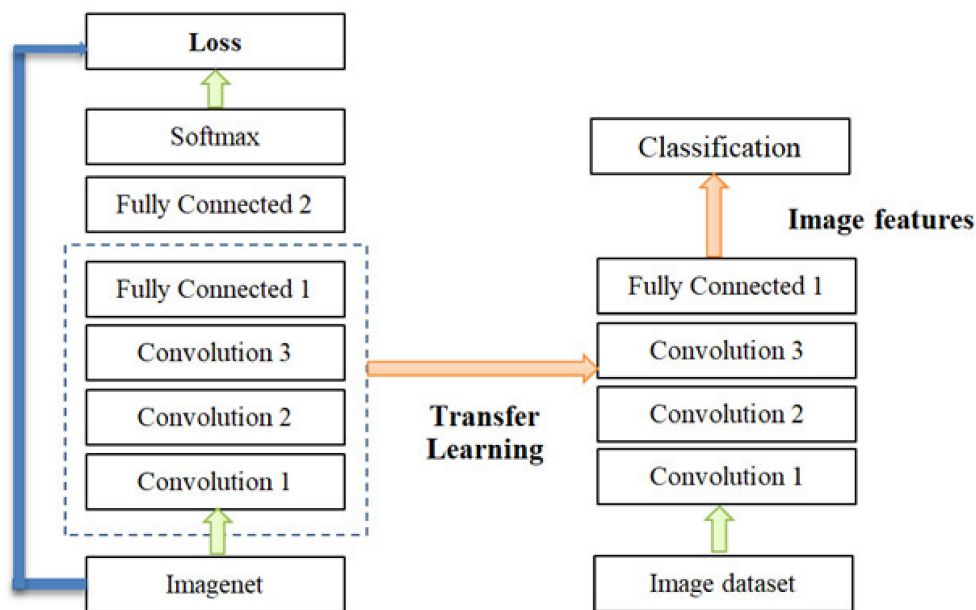 Loss
Softmax
Fully Connected 2
Fully Connected 1
Convolution 3
Convolution 2
Convolution 1
Imagenet
Transfer
Learning
Classification
Image features
Fully Connected 1
Convolution 3
Convolution 2
Convolution 1
Image dataset